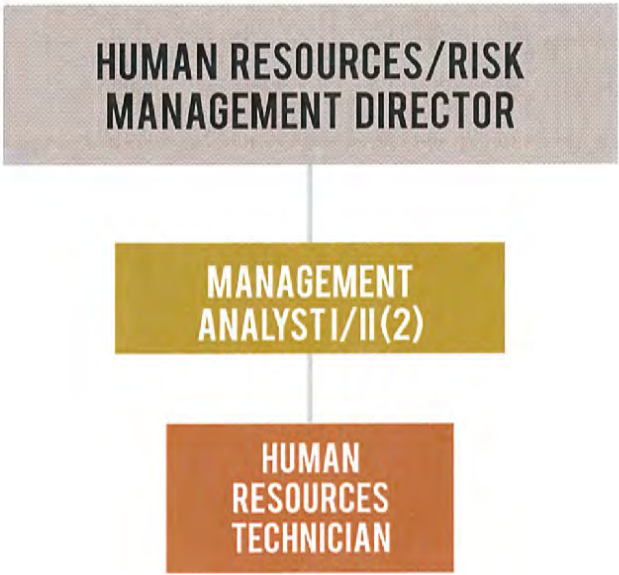 HUMAN RESOURCES/RISK
MANAGEMENT DIRECTOR
MANAGEMENT
ANALYST I/II (2)
HUMAN
RESOURCES
TECHNICIAN